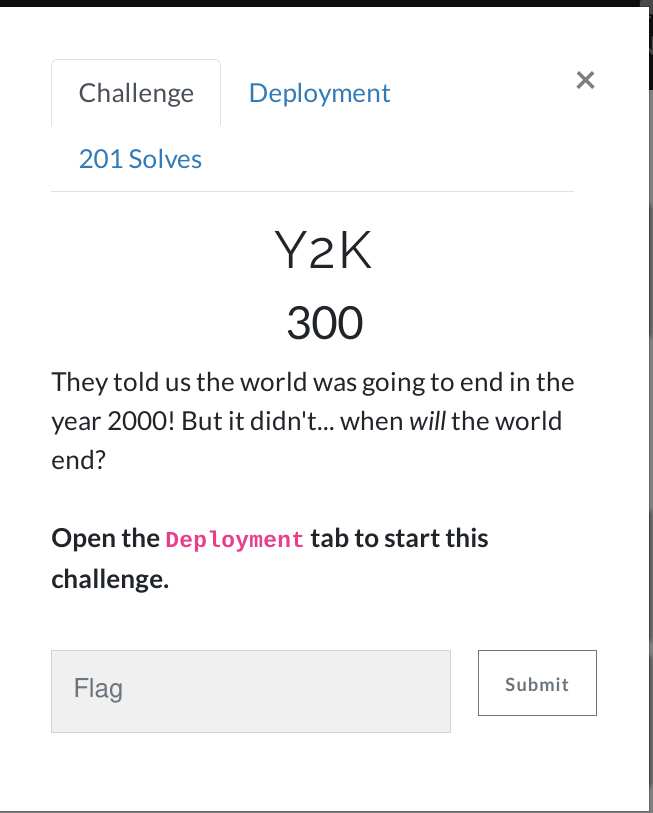 Challenge
Deployment
×
201 Solves
Y2K
300
They told us the world was going to end in the
year 2000! But it didn't... when will the world
end?
Open the Deployment tab to start this
challenge.
Flag
Submit